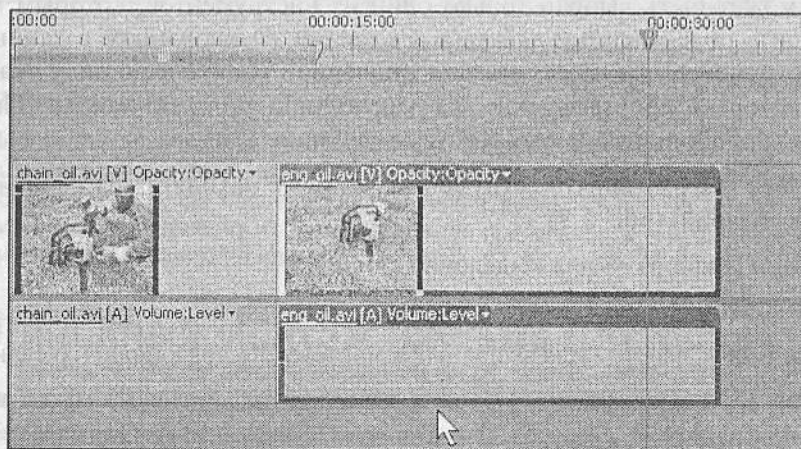 :00:00 00:00:15:00 00:00:30:00
chain_oil.avi [V] Opacity:Opacity eng_oil.avi [V] Opacity:Opacity
chain_oil.avi [A] Volume:Level eng_oil.avi [A] Volume:Level